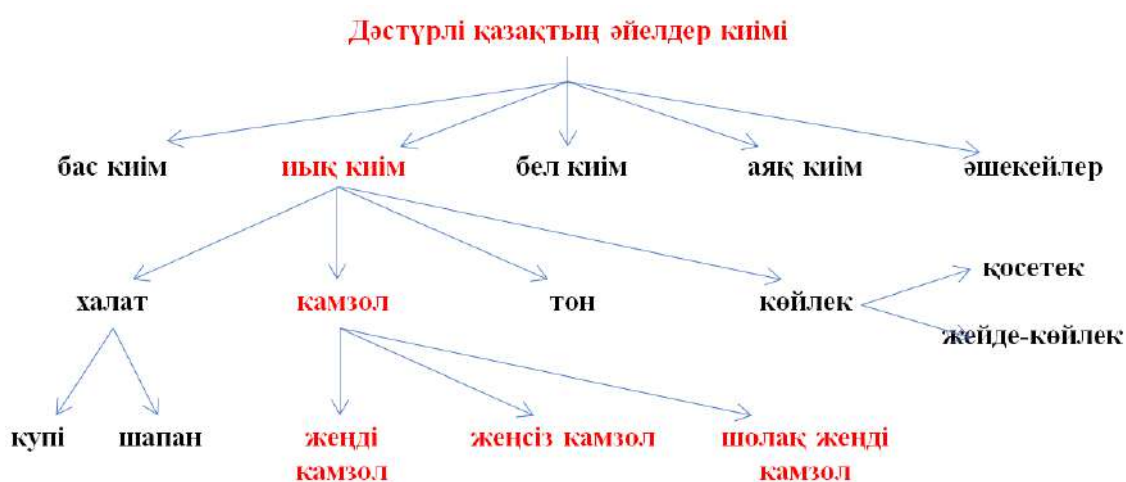 Дәстүрлі қазақтың әйелдер киімі
бас киім
иық киім
бел киім
аяқ киім
әшекейлер
халат
камзол
тон
көйлек
қосетек
жейде-көйлек
күпі
шапан
жеңді
камзол
жеңсіз камзол
шолақ жеңді
камзол